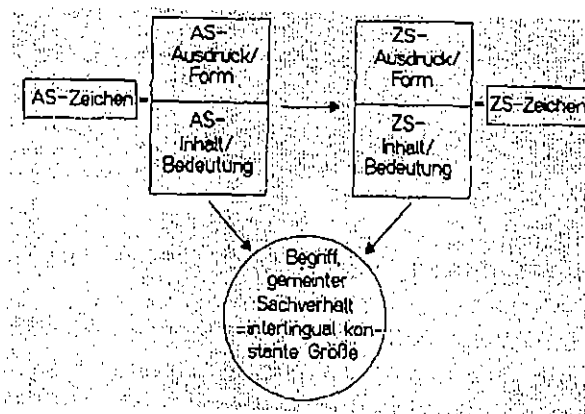 AS-
Ausdruck/
Form
ZS-
Ausdruck/
Form
AS-Zeichen
ZS-Zeichen
AS-
Inhalt/
Bedeutung
ZS-
Inhalt/
Bedeutung
Begriff,
gemeinter
Sachverhalt
=interlingual kon-
stante Größe